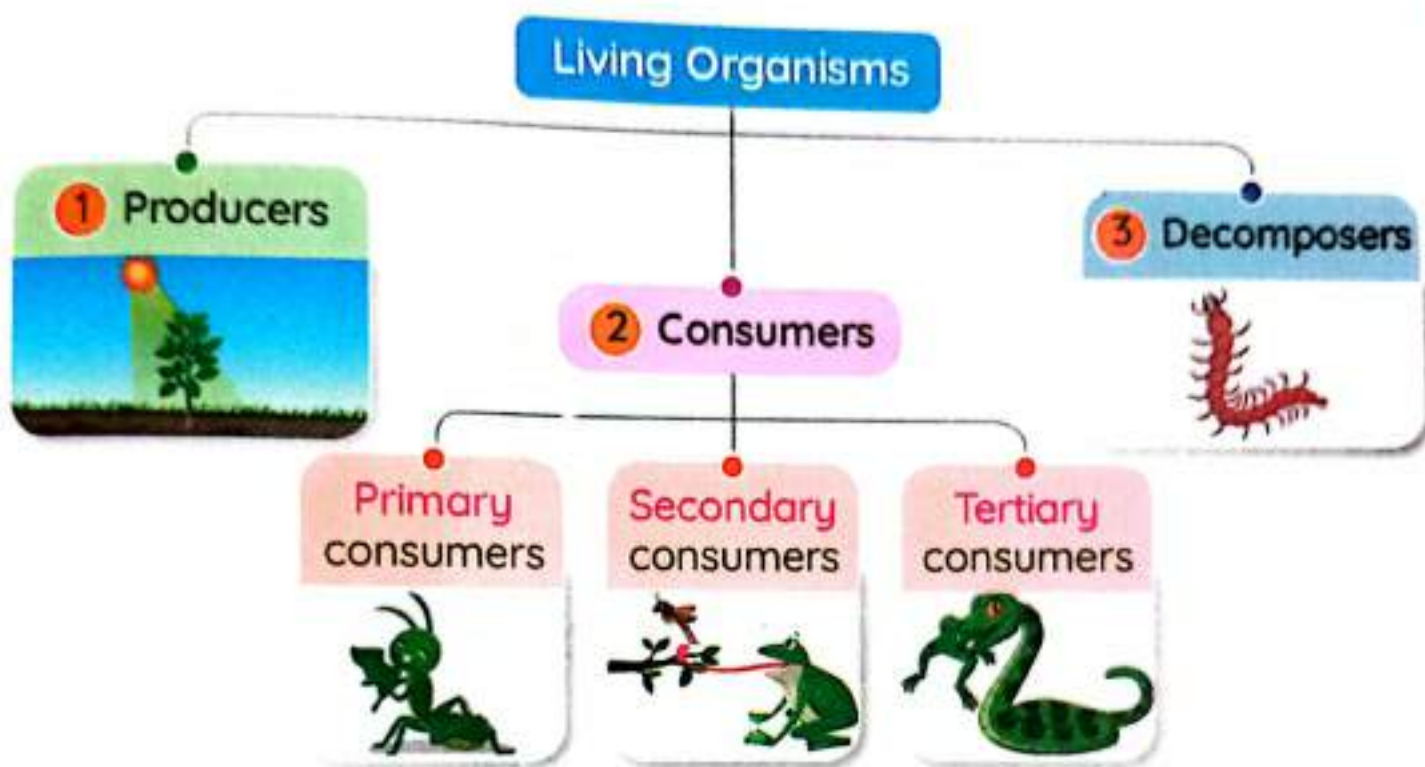 Living Organisms
1 Producers
2 Consumers
3 Decomposers
Primary
consumers
Secondary
consumers
Tertiary
consumers